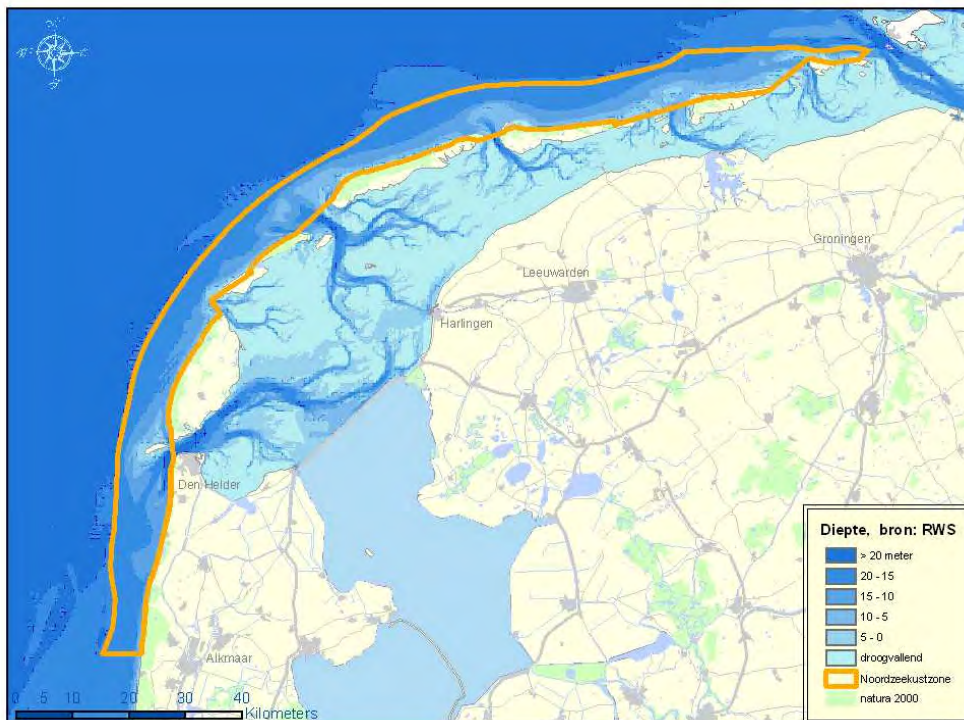 Groningen
Leeuwarden
Harlingen
Den Helder
Alkmaar
0 10 20 30 40
Kilometers
Diepte, bron: RWS
> 20 meter
20 - 15
15 - 10
10 - 5
5 - 0
droogvallend
Noordzeekustzone
natura 2000